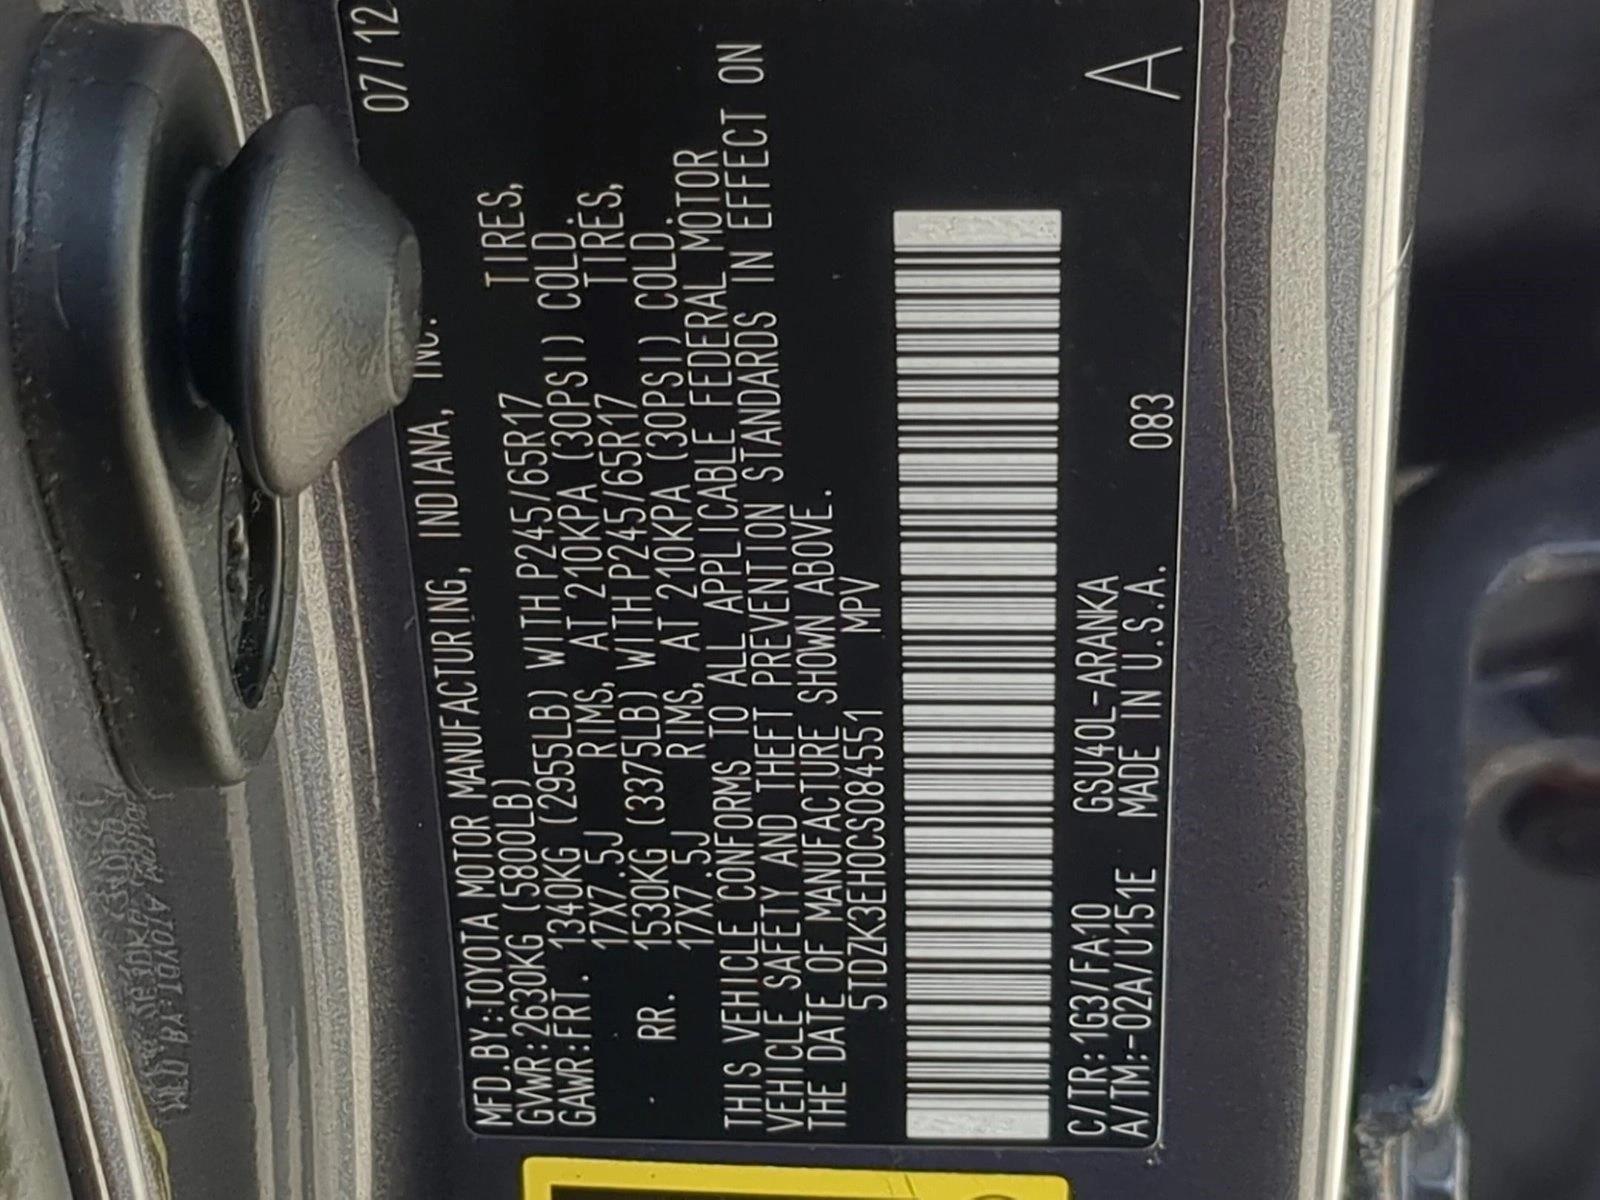 07/12
MFD.BY:TOYOTA MOTOR MANUFACTURING, INDIANA, INC.
GVWR:2630KG (5800LB)
GAWR:FRT. 1340KG (2955LB) WITH P245/65R17 TIRES,
17X7.5J RIMS, AT 210KPA (30PSI) COLD.
RR. 1530KG (3375LB) WITH P245/65R17 TIRES,
17X7.5J RIMS, AT 210KPA (30PSI) COLD.
THIS VEHICLE CONFORMS TO ALL APPLICABLE FEDERAL MOTOR
VEHICLE SAFETY AND THEFT PREVENTION STANDARDS IN EFFECT ON
THE DATE OF MANUFACTURE SHOWN ABOVE.
5TDZK3EH0CS084551 MPV
C/TR:1G3/FA10 GSU40L-ARANKA
A/TM:-02A/U151E MADE IN U.S.A. 083 A